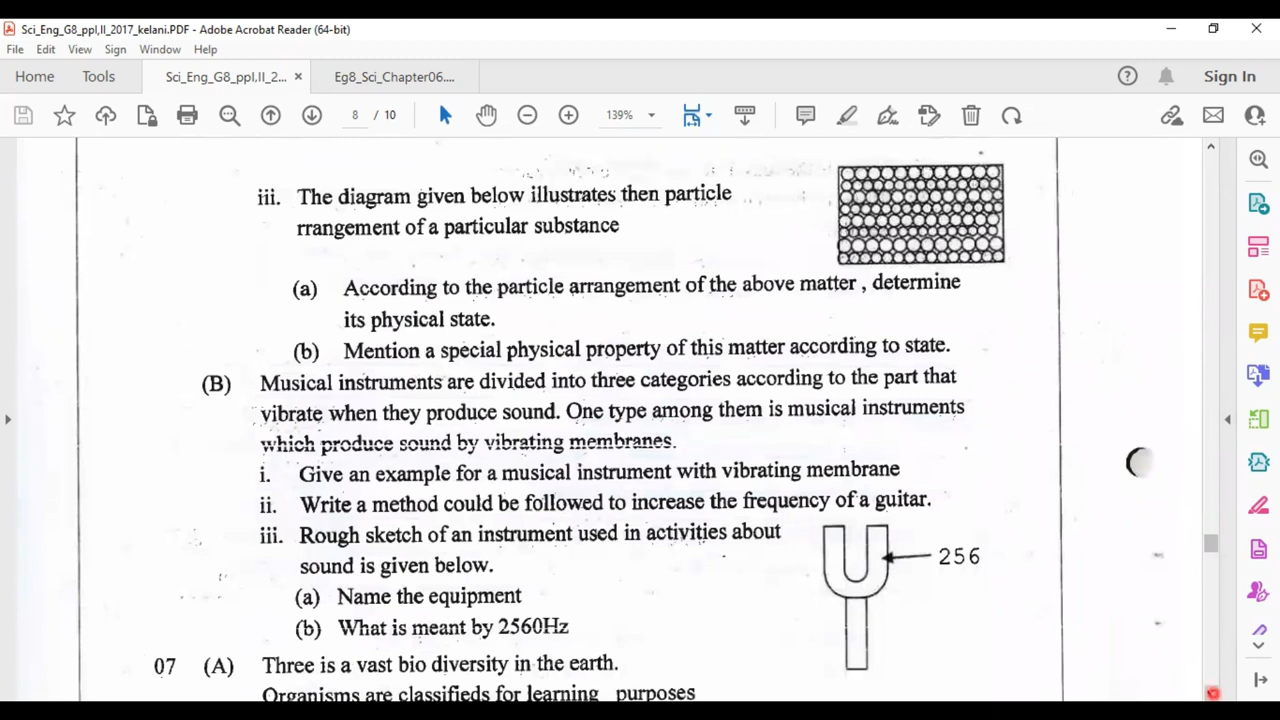 Sci_Eng_G8_ppl,II_2017_kelani.PDF - Adobe Acrobat Reader (64-bit)
File Edit View Sign Window Help
Home Tools Sci_Eng_G8_ppl,II_2... × Eg8_Sci_Chapter06.... Sign In
8 / 10 139%
iii. The diagram given below illustrates then particle
rrangement of a particular substance
(a) According to the particle arrangement of the above matter , determine
its physical state.
(b) Mention a special physical property of this matter according to state.
(B) Musical instruments are divided into three categories according to the part that
vibrate when they produce sound. One type among them is musical instruments
which produce sound by vibrating membranes.
i. Give an example for a musical instrument with vibrating membrane
ii. Write a method could be followed to increase the frequency of a guitar.
iii. Rough sketch of an instrument used in activities about
sound is given below.
256
(a) Name the equipment
(b) What is meant by 2560Hz
07 (A) Three is a vast bio diversity in the earth.
Organisms are classifieds for learning purposes